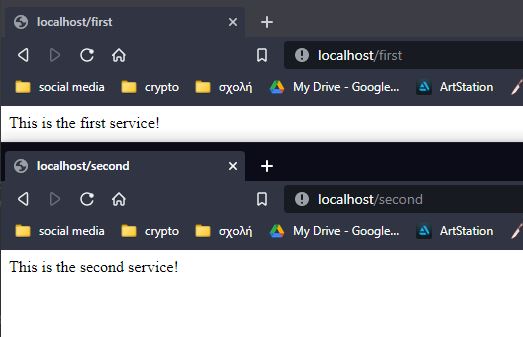 localhost/first
localhost/first
social media crypto σχολή My Drive - Google... ArtStation
This is the first service!
localhost/second
localhost/second
social media crypto σχολή My Drive - Google... ArtStation
This is the second service!